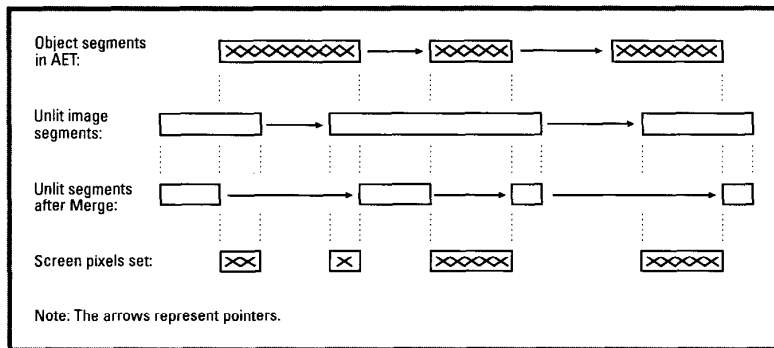 Object segments
in AET:
Unlit image
segments:
Unlit segments
after Merge:
Screen pixels set:
Note: The arrows represent pointers.